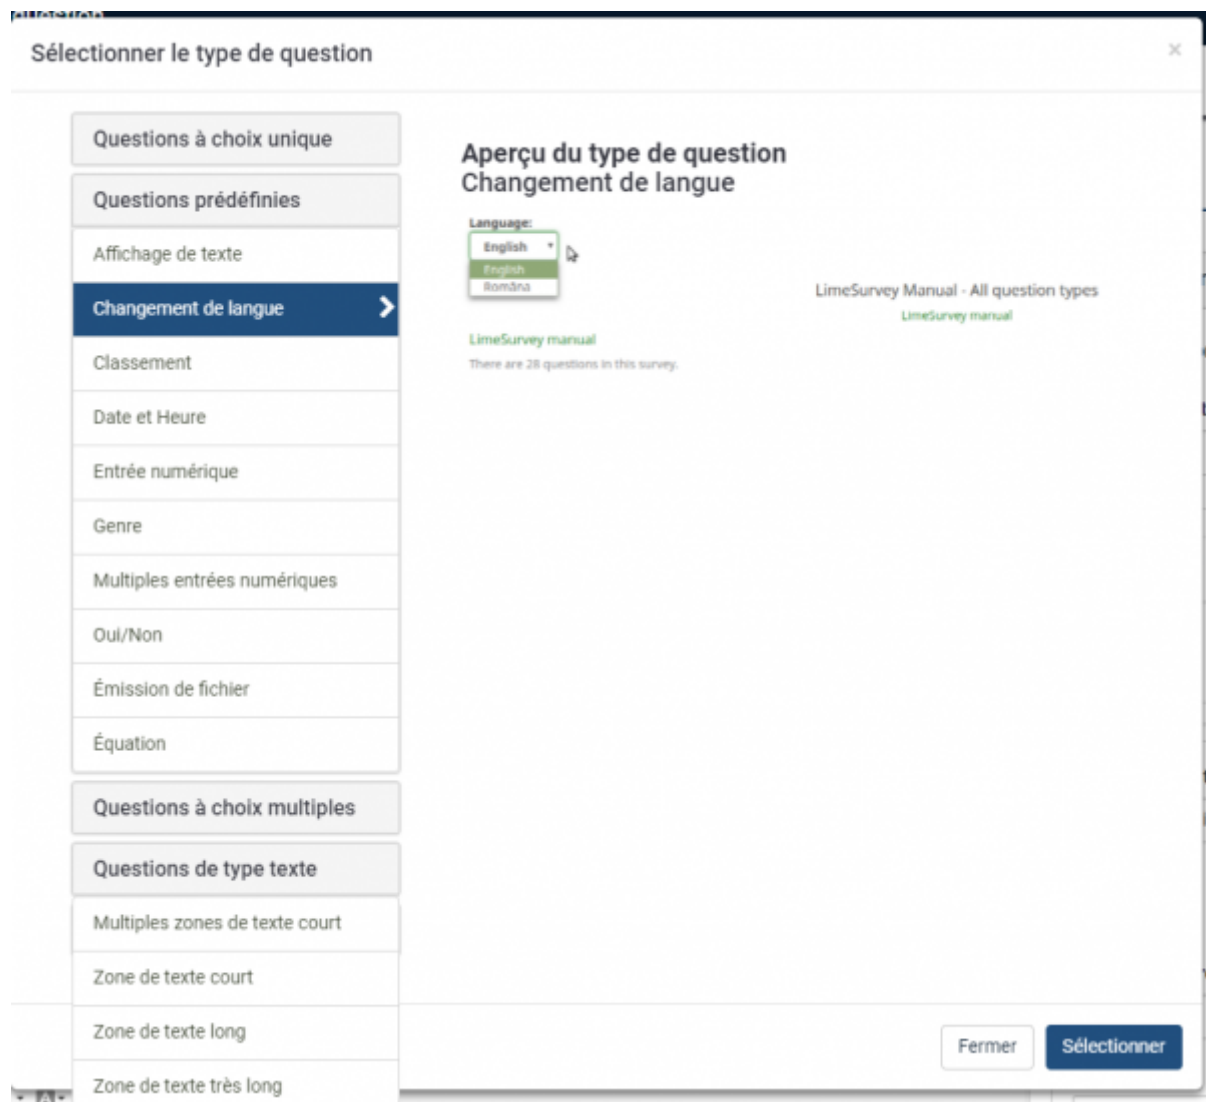 question
Sélectionner le type de question
×
Questions à choix unique
Questions prédéfinies
Affichage de texte
Changement de langue
Classement
Date et Heure
Entrée numérique
Genre
Multiples entrées numériques
Oui/Non
Émission de fichier
Équation
Questions à choix multiples
Questions de type texte
Multiples zones de texte court
Zone de texte court
Zone de texte long
Zone de texte très long
Aperçu du type de question
Changement de langue
Language:
English
English
Româna
LimeSurvey manual
There are 28 questions in this survey.
LimeSurvey Manual - All question types
LimeSurvey manual
Fermer
Sélectionner
A